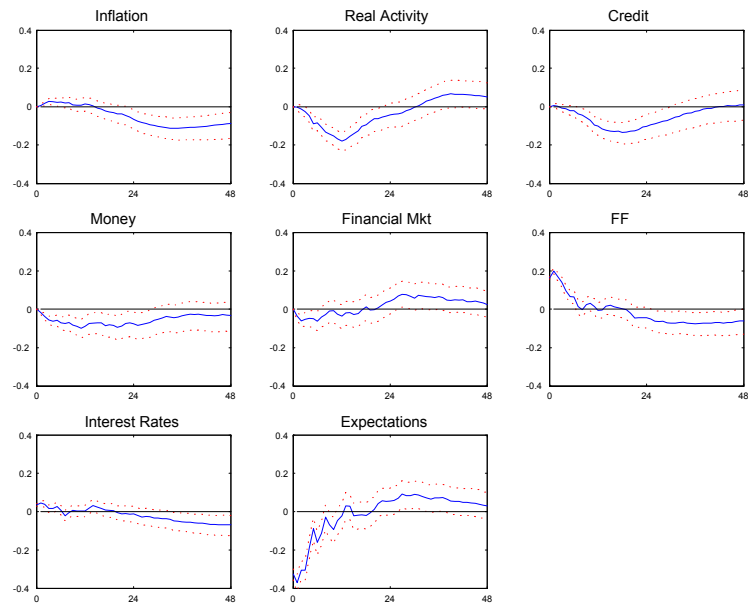 Inflation Real Activity Credit
0.4 0.4 0.4
0.2 0.2 0.2
0 0 0
-0.2 -0.2 -0.2
-0.4 -0.4 -0.4
0 24 48 0 24 48 0 24 48
Money Financial Mkt FF
0.4 0.4 0.4
0.2 0.2 0.2
0 0 0
-0.2 -0.2 -0.2
-0.4 -0.4 -0.4
0 24 48 0 24 48 0 24 48
Interest Rates Expectations
0.4 0.4
0.2 0.2
0 0
-0.2 -0.2
-0.4 -0.4
0 24 48 0 24 48